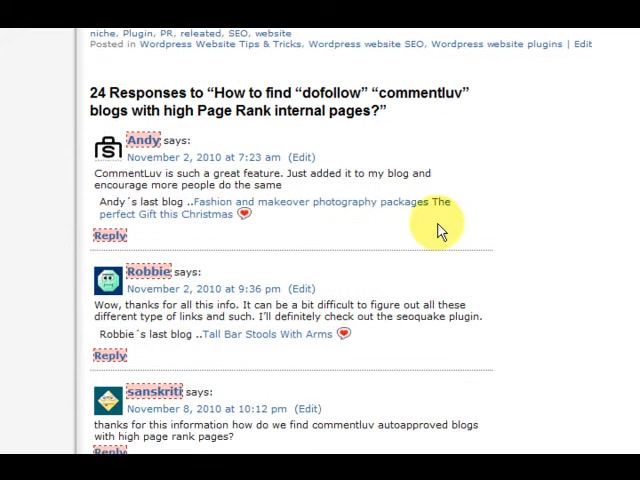 niche, Plugin, PR, releated, SEO, website
Posted in Wordpress Website Tips & Tricks, Wordpress website SEO, Wordpress website plugins | Edit
24 Responses to “How to find “dofollow” “commentluv”
blogs with high Page Rank internal pages?”
Andy says:
November 2, 2010 at 7:23 am (Edit)
CommentLuv is such a great feature. Just added it to my blog and
encourage more people do the same
Andy´s last blog ..Fashion and makeover photography packages The
perfect Gift this Christmas
Reply
Robbie says:
November 2, 2010 at 9:36 pm (Edit)
Wow, thanks for all this info. It can be a bit difficult to figure out all these
different type of links and such. I’ll definitely check out the seoquake plugin.
Robbie´s last blog ..Tall Bar Stools With Arms
Reply
sanskriti says:
November 8, 2010 at 10:12 pm (Edit)
thanks for this information how do we find commentluv autoapproved blogs
with high page rank pages?
Reply